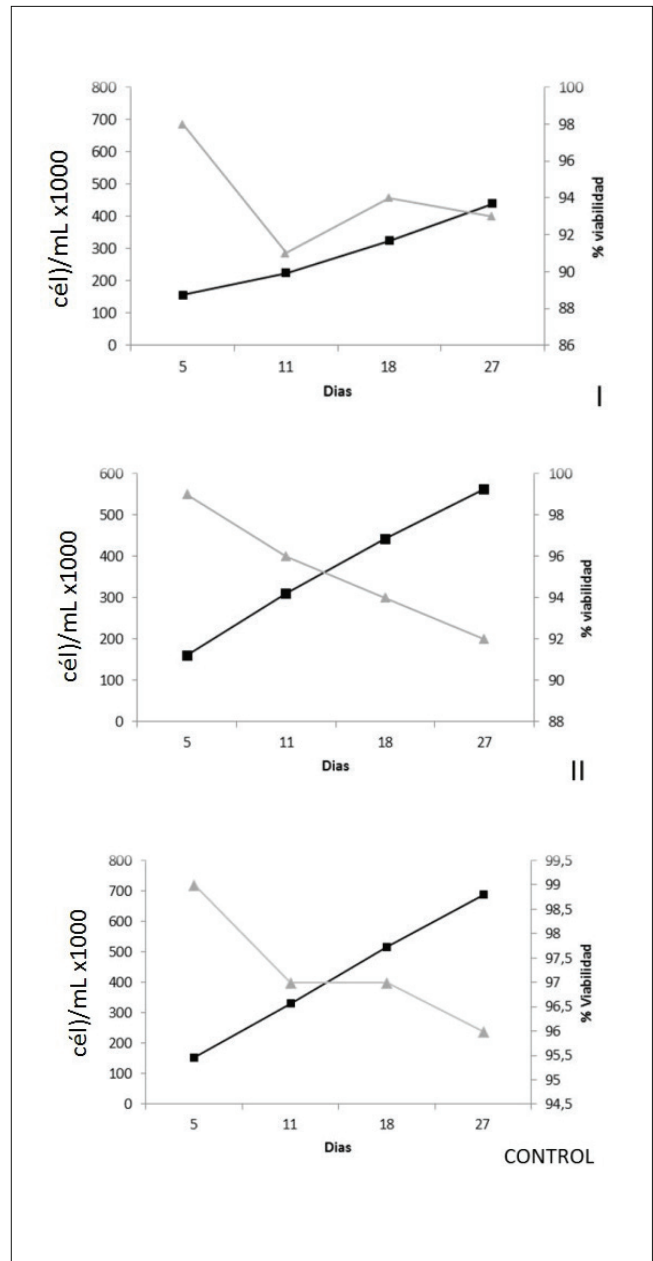 800 100
700 98
600 96
500 94
400 92
300 90
200 88
100 86
0
cél)/mL x1000
% viabilidad
5 11 18 27
Dias
I
600 100
500 98
400 96
300 94
200 92
100 90
0 88
cél)/mL x1000
% viabilidad
5 11 18 27
Dias
II
800 99,5
700 99
600 98,5
500 98
400 97,5
300 97
200 96,5
100 96
0 95,5
95
94,5
cél)/mL x1000
% Viabilidad
5 11 18 27
Dias
CONTROL